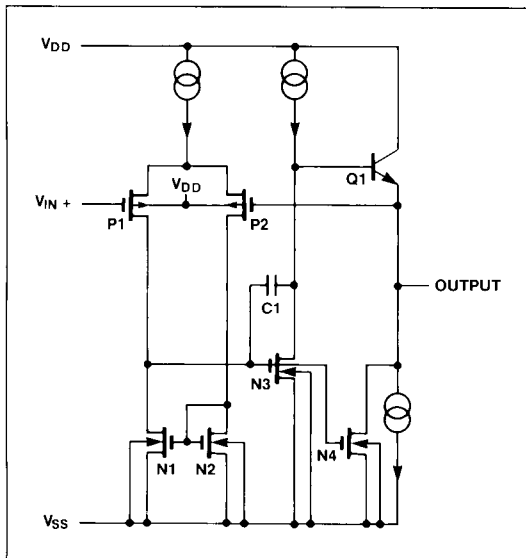 VDD
Q1
VDD
VIN +
P1
P2
OUTPUT
C1
N3
N1
N2
N4
VSS